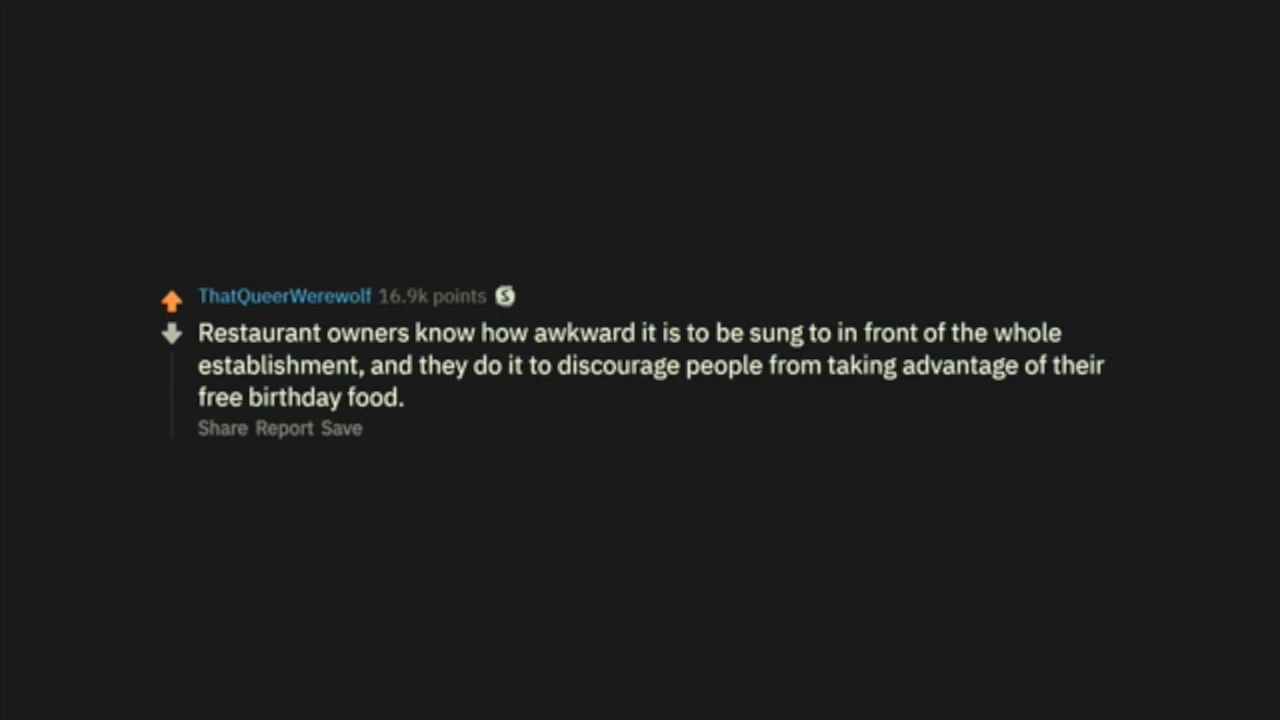 ThatQueerWerewolf 16.9k points S
Restaurant owners know how awkward it is to be sung to in front of the whole
establishment, and they do it to discourage people from taking advantage of their
free birthday food.
Share Report Save